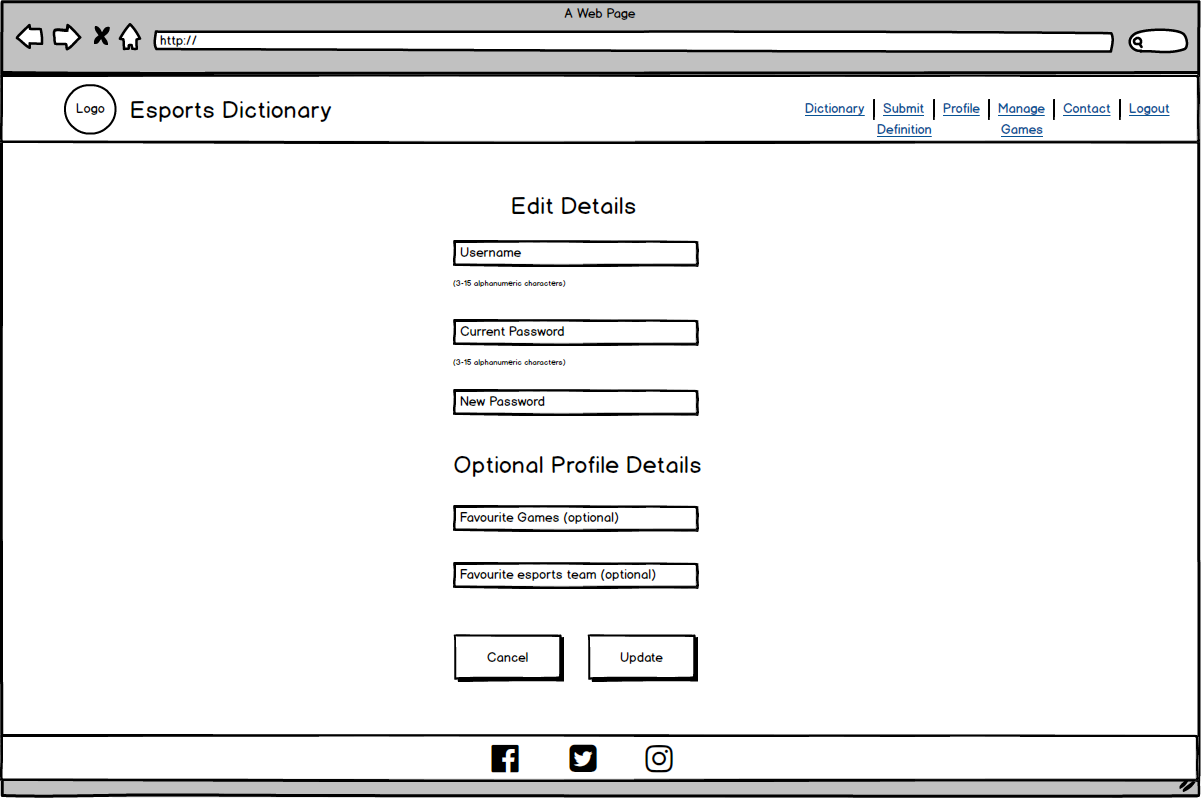 A Web Page
http://
Logo
Esports Dictionary
Dictionary
Submit
Definition
Profile
Manage
Games
Contact
Logout
Edit Details
Username
(3-15 alphanumeric characters)
Current Password
(3-15 alphanumeric characters)
New Password
Optional Profile Details
Favourite Games (optional)
Favourite esports team (optional)
Cancel
Update